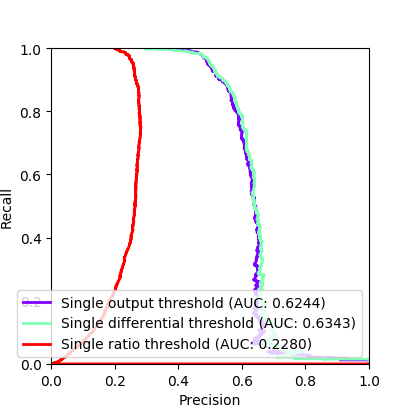 1.0
0.8
0.6
0.4
0.2
0.0
Recall
Single output threshold (AUC: 0.6244)
Single differential threshold (AUC: 0.6343)
Single ratio threshold (AUC: 0.2280)
0.0 0.2 0.4 0.6 0.8 1.0
Precision